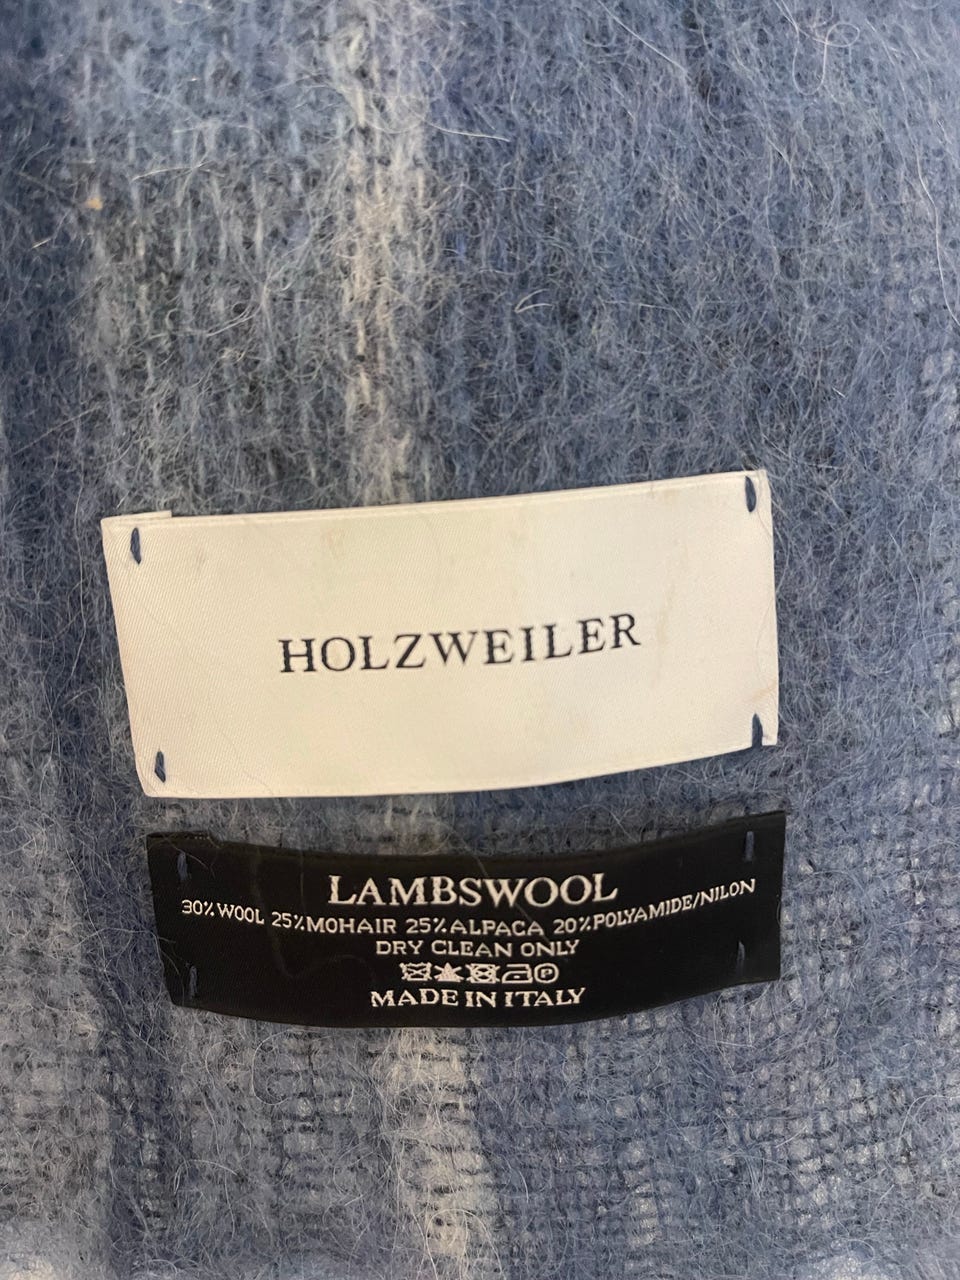 HOLZWEILER
LAMBSWOOL
30% WOOL 25% MOHAIR 25% ALPACA 20% POLYAMIDE/NILON
DRY CLEAN ONLY
MADE IN ITALY